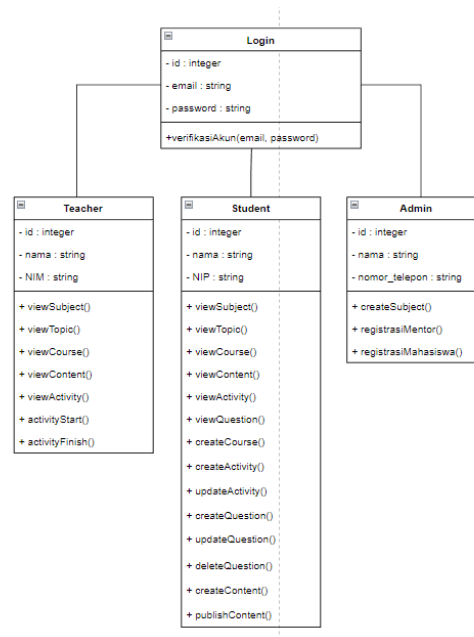 Login
- id : integer
- email : string
- password : string
+verifikasiAkun(email, password)
Teacher
- id : integer
- nama : string
- NIM : string
+ viewSubject()
+ viewTopic()
+ viewCourse()
+ viewContent()
+ viewActivity()
+ activityStart()
+ activityFinish()
Student
- id : integer
- nama : string
- NIP : string
+ viewSubject()
+ viewTopic()
+ viewCourse()
+ viewContent()
+ viewActivity()
+ viewQuestion()
+ createCourse()
+ createActivity()
+ updateActivity()
+ createQuestion()
+ updateQuestion()
+ deleteQuestion()
+ createContent()
+ publishContent()
Admin
- id : integer
- nama : string
- nomor_telepon : string
+ createSubject()
+ registrasiMentor()
+ registrasiMahasiswa()